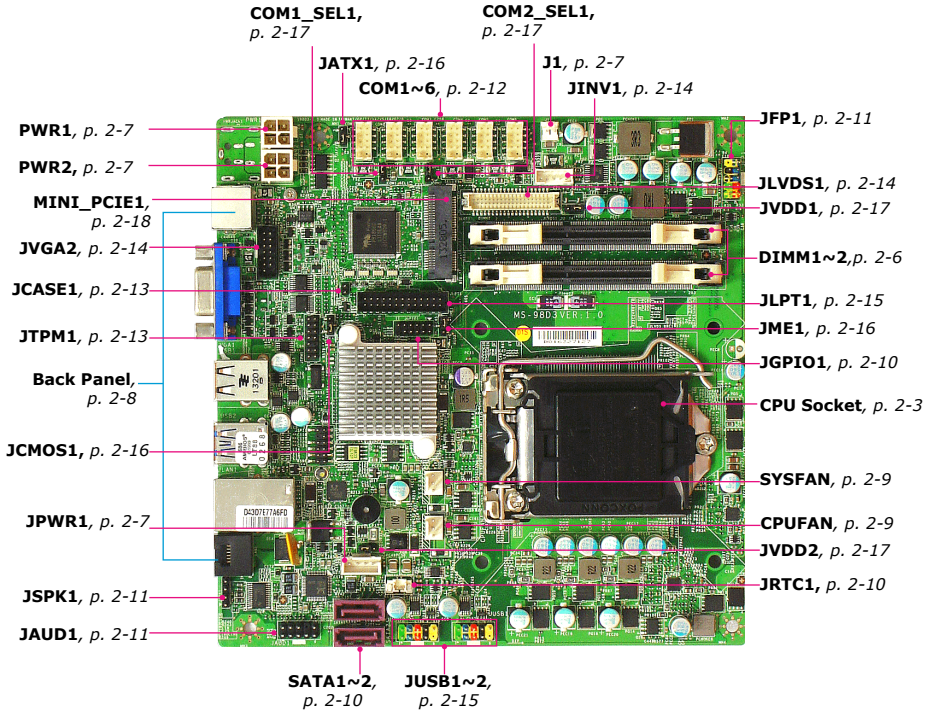 COM1_SEL1,
p. 2-17
COM2_SEL1,
p. 2-17
JATX1, p. 2-16
J1, p. 2-7
COM1~6, p. 2-12
JINV1, p. 2-14
PWR1, p. 2-7
PWR2, p. 2-7
MINI_PCIE1,
p. 2-18
JVGA2, p. 2-14
JCASE1, p. 2-13
JTPM1, p. 2-13
Back Panel,
p. 2-8
JCMOS1, p. 2-16
JPWR1, p. 2-7
JSPK1, p. 2-11
JAUD1, p. 2-11
JFP1, p. 2-11
JLVDS1, p. 2-14
JVDD1, p. 2-17
DIMM1~2,p. 2-6
JLPT1, p. 2-15
JME1, p. 2-16
JGPIO1, p. 2-10
CPU Socket, p. 2-3
SYSFAN, p. 2-9
CPUFAN, p. 2-9
JVDD2, p. 2-17
JRTC1, p. 2-10
SATA1~2,
p. 2-10
JUSB1~2,
p. 2-15
MS-98D3VER:1.0
FOXCONN
D43D7E77A6FD
13201
1R5